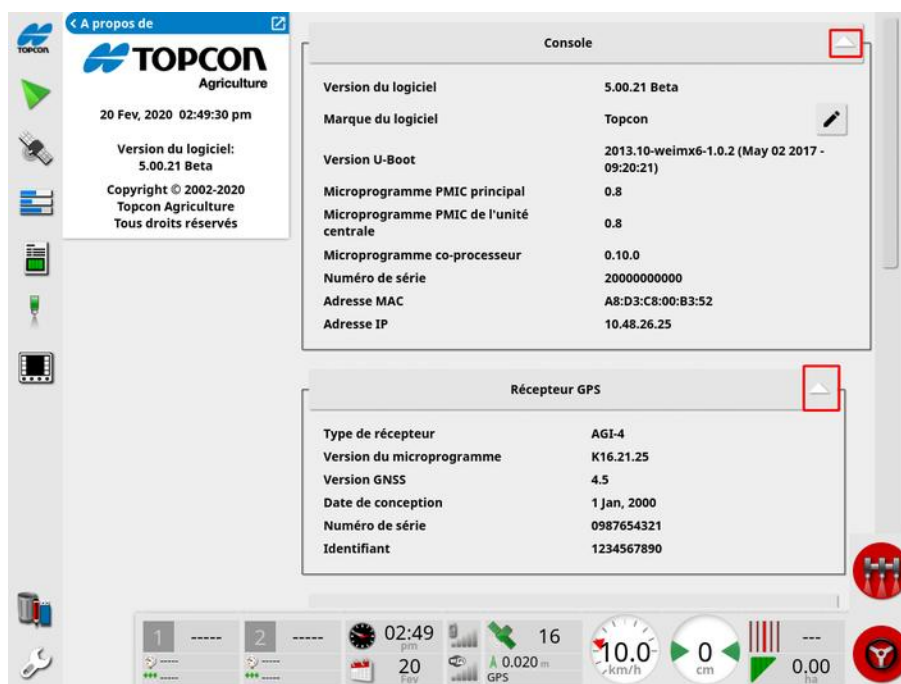 TOPCON
A propos de
TOPCON
Agriculture
20 Fev, 2020 02:49:30 pm
Version du logiciel:
5.00.21 Beta
Copyright © 2002-2020
Topcon Agriculture
Tous droits réservés
Console
Version du logiciel 5.00.21 Beta
Marque du logiciel Topcon
Version U-Boot 2013.10-weimx6-1.0.2 (May 02 2017 -
09:20:21)
Microprogramme PMIC principal 0.8
Microprogramme PMIC de l'unité
centrale 0.8
Microprogramme co-processeur 0.10.0
Numéro de série 20000000000
Adresse MAC A8:D3:C8:00:B3:52
Adresse IP 10.48.26.25
Récepteur GPS
Type de récepteur AGI-4
Version du microprogramme K16.21.25
Version GNSS 4.5
Date de conception 1 Jan, 2000
Numéro de série 0987654321
Identifiant 1234567890
1 ----- 2 ----- 02:49 16 ---
pm
----- ----- 10.0 0
km/h cm
----- ----- 20 0.020 m 0.00
Fev GPS ha